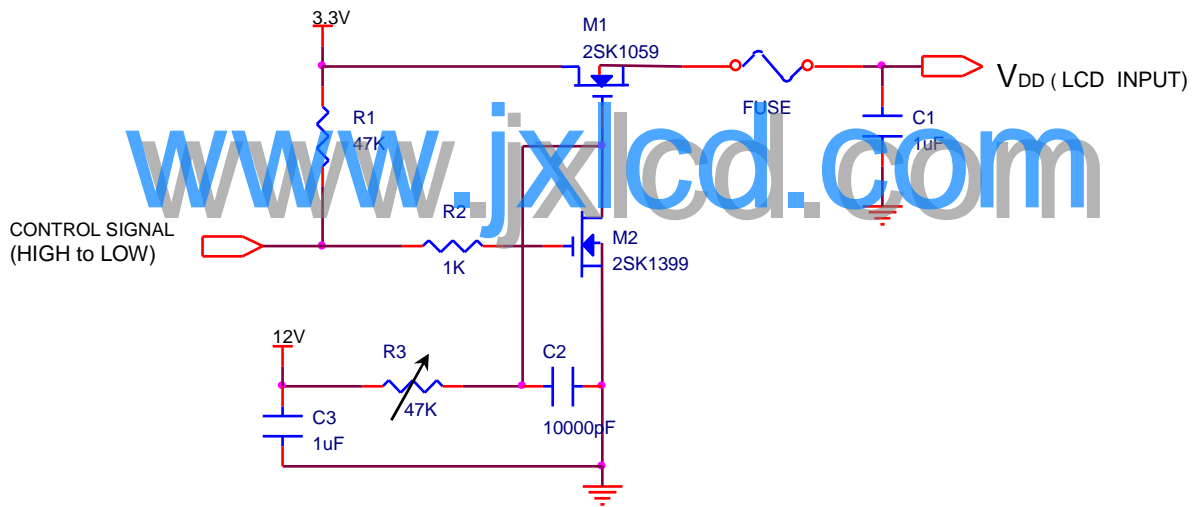 3.3V
M1
2SK1059
VDD ( LCD INPUT)
FUSE
R1
47K
C1
1uF
www.jxlcd.com
R2
1K
CONTROL SIGNAL
(HIGH to LOW)
M2
2SK1399
12V
R3
47K
C2
10000pF
C3
1uF